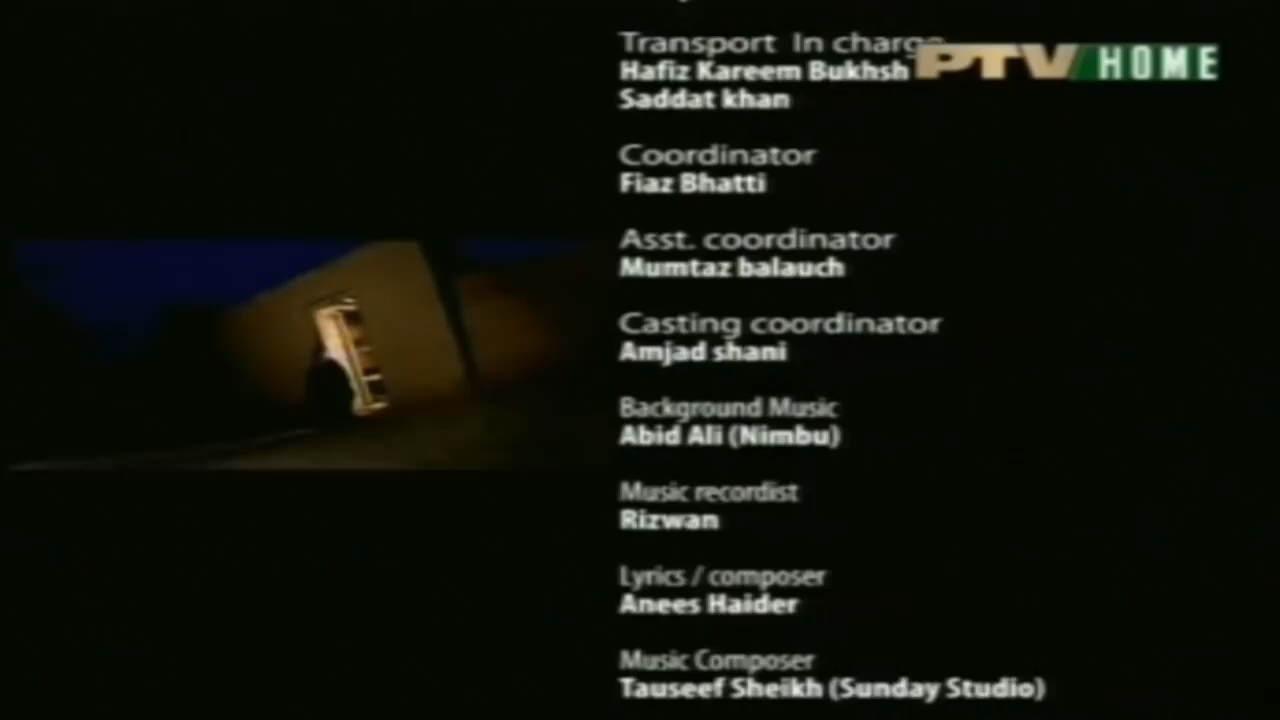 Transport In charge
PTV HOME
Hafiz Kareem Bukhsh
Saddat khan
Coordinator
Fiaz Bhatti
Asst. coordinator
Mumtaz balauch
Casting coordinator
Amjad shani
Background Music
Abid Ali (Nimbu)
Music recordist
Rizwan
Lyrics / composer
Anees Haider
Music Composer
Tauseef Sheikh (Sunday Studio)